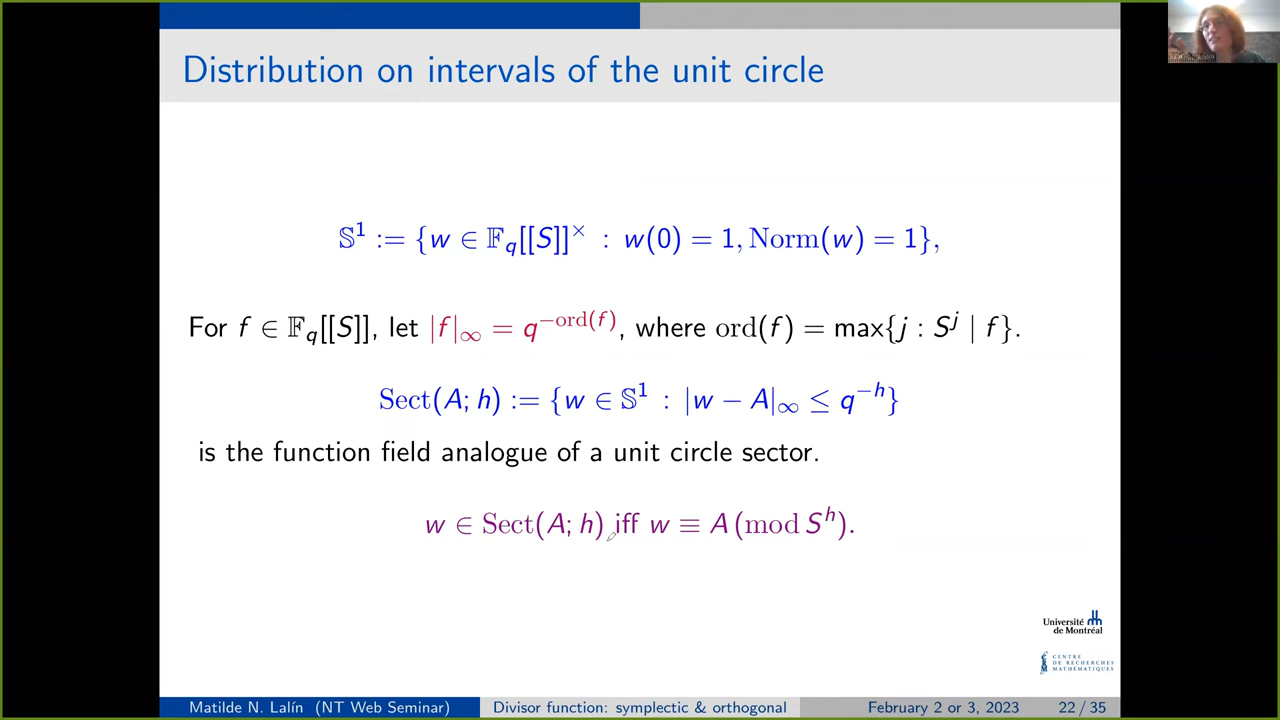 Distribution on intervals of the unit circle
𝕊¹ := {w ∈ 𝔽_q[[S]]^× : w(0) = 1, Norm(w) = 1},
For f ∈ 𝔽_q[[S]], let |f|_∞ = q^{−ord(f)}, where ord(f) = max{j : S^j | f}.
Sect(A; h) := {w ∈ 𝕊¹ : |w − A|_∞ ≤ q^{−h}}
is the function field analogue of a unit circle sector.
w ∈ Sect(A; h) iff w ≡ A (mod S^h).
Université de Montréal
CENTRE DE RECHERCHES MATHÉMATIQUES
Matilde N. Lalín (NT Web Seminar) Divisor function: symplectic & orthogonal February 2 or 3, 2023 22 / 35